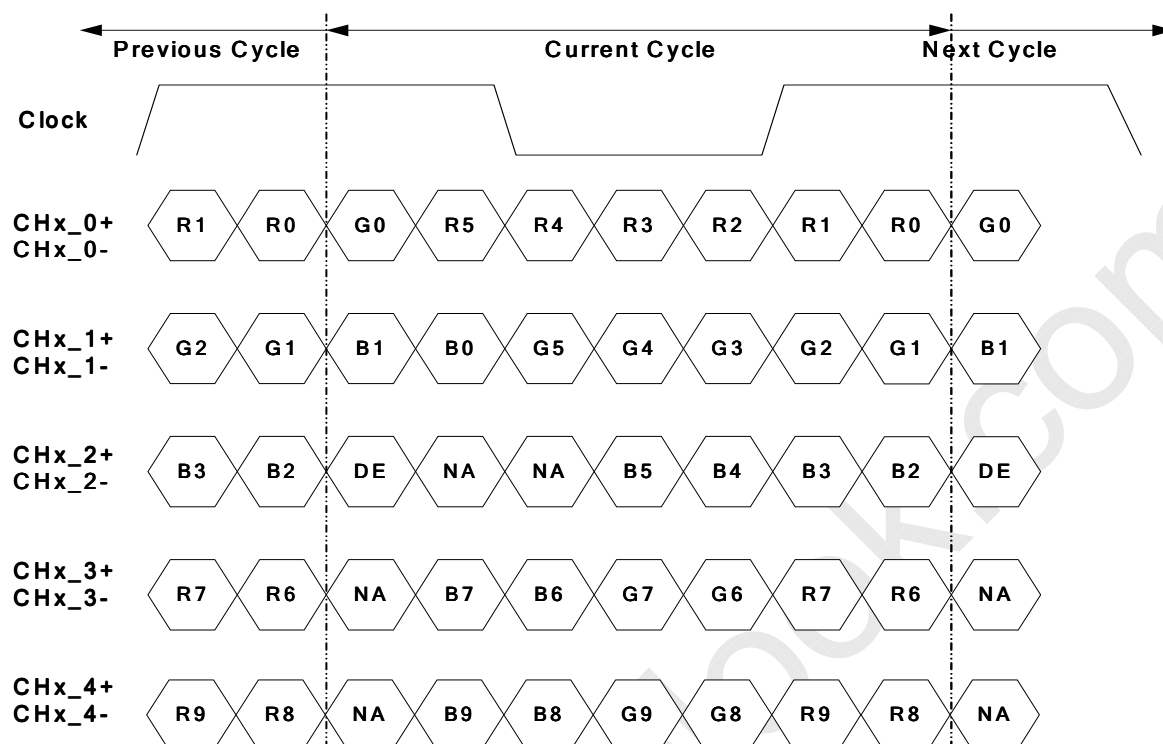 Previous Cycle Current Cycle Next Cycle
Clock
CHx_0+
CHx_0-
R1 R0 G0 R5 R4 R3 R2 R1 R0 G0
CHx_1+
CHx_1-
G2 G1 B1 B0 G5 G4 G3 G2 G1 B1
CHx_2+
CHx_2-
B3 B2 DE NA NA B5 B4 B3 B2 DE
CHx_3+
CHx_3-
R7 R6 NA B7 B6 G7 G6 R7 R6 NA
CHx_4+
CHx_4-
R9 R8 NA B9 B8 G9 G8 R9 R8 NA